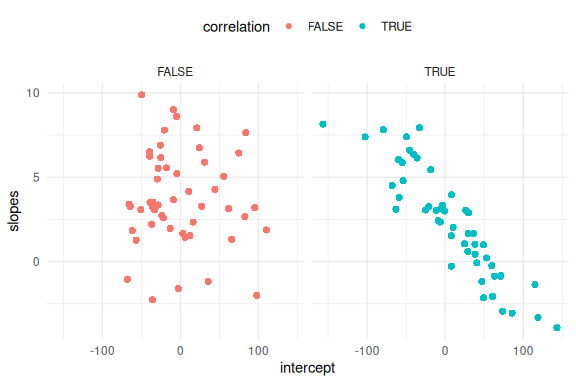 correlation FALSE TRUE
FALSE TRUE
10
5
0
slopes
-100 0 100 -100 0 100
intercept